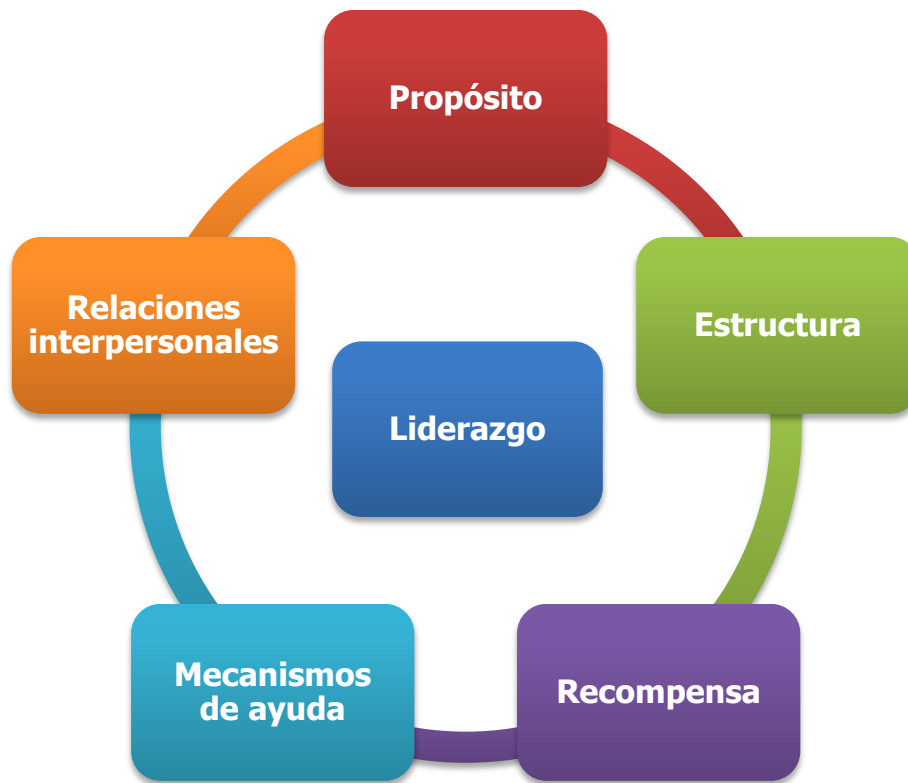 Propósito
Relaciones
interpersonales
Estructura
Liderazgo
Mecanismos
de ayuda
Recompensa